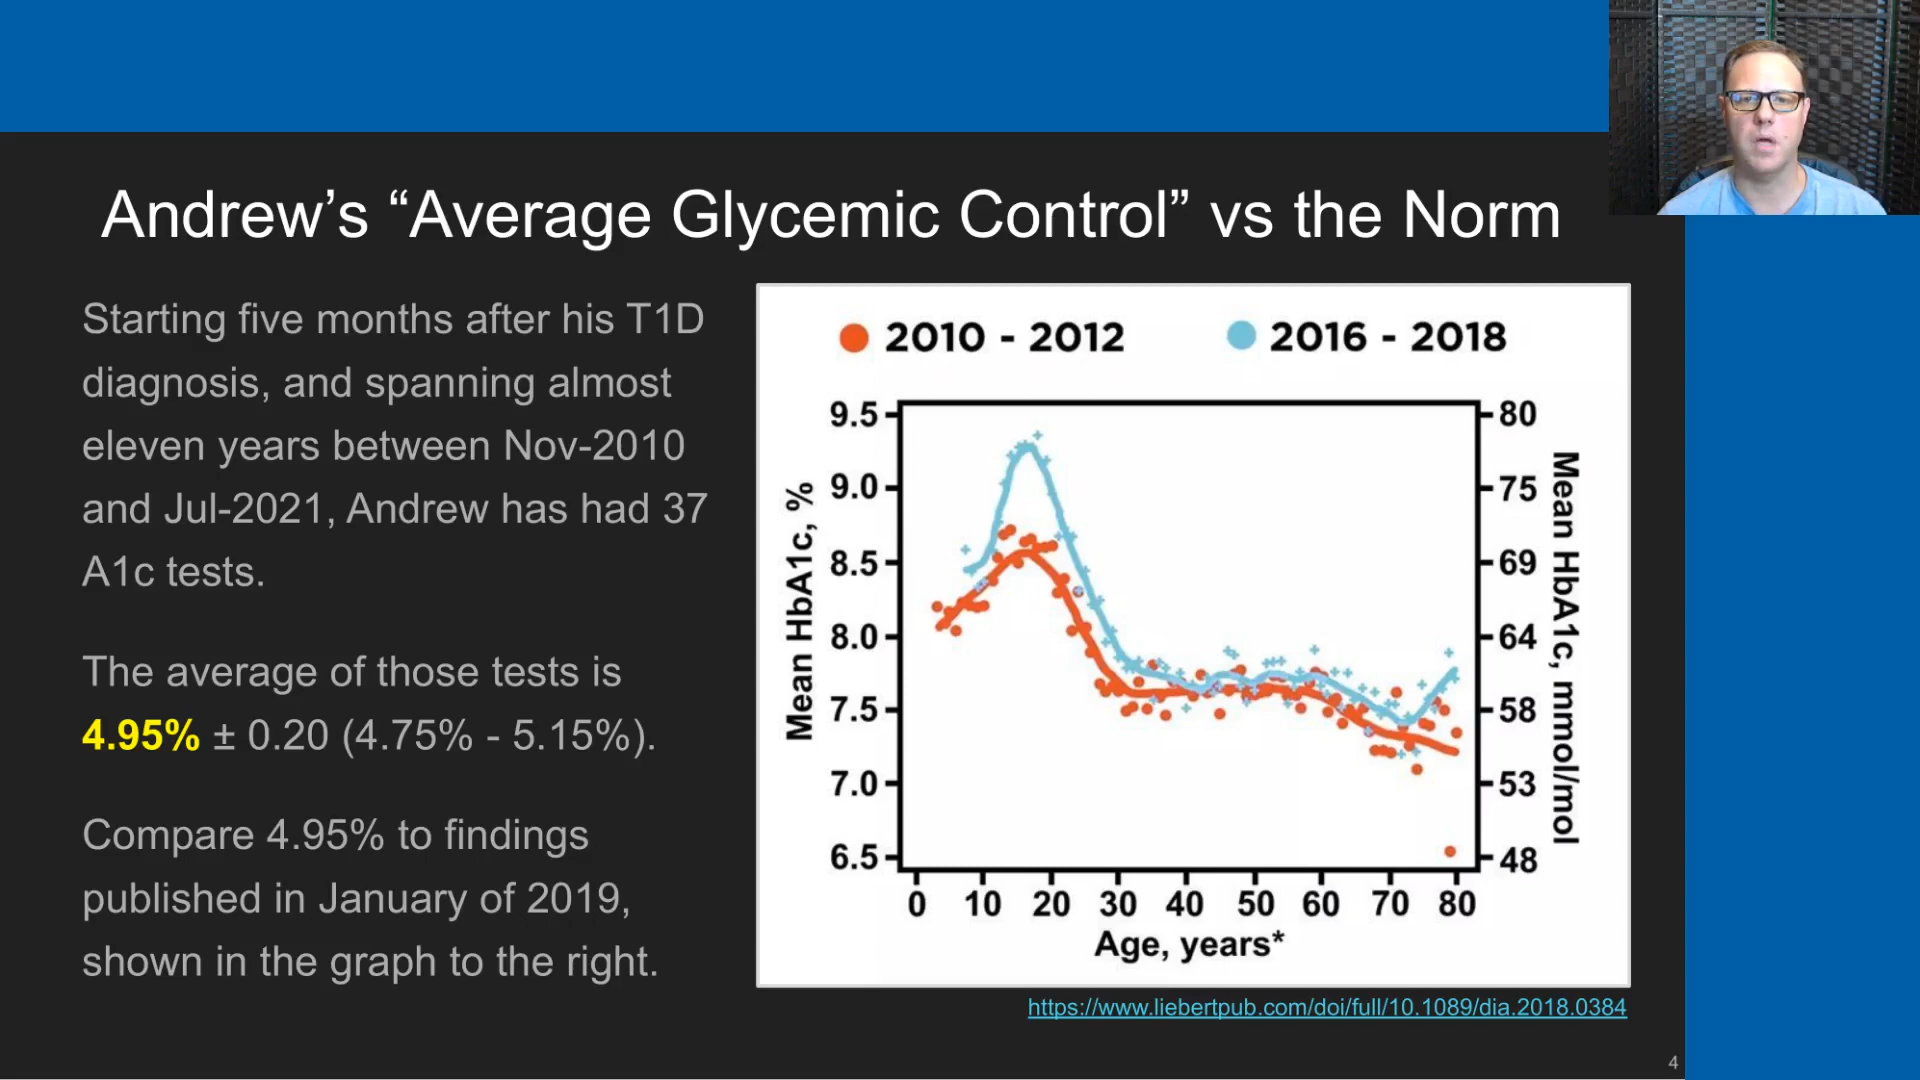 Andrew’s “Average Glycemic Control” vs the Norm
Starting five months after his T1D
diagnosis, and spanning almost
eleven years between Nov-2010
and Jul-2021, Andrew has had 37
A1c tests.
The average of those tests is
4.95% ± 0.20 (4.75% - 5.15%).
Compare 4.95% to findings
published in January of 2019,
shown in the graph to the right.
2010 - 2012
2016 - 2018
Mean HbA1c, %
9.5
9.0
8.5
8.0
7.5
7.0
6.5
80
75
69
64
58
53
48
Mean HbA1c, mmol/mol
0 10 20 30 40 50 60 70 80
Age, years*
https://www.liebertpub.com/doi/full/10.1089/dia.2018.0384
4